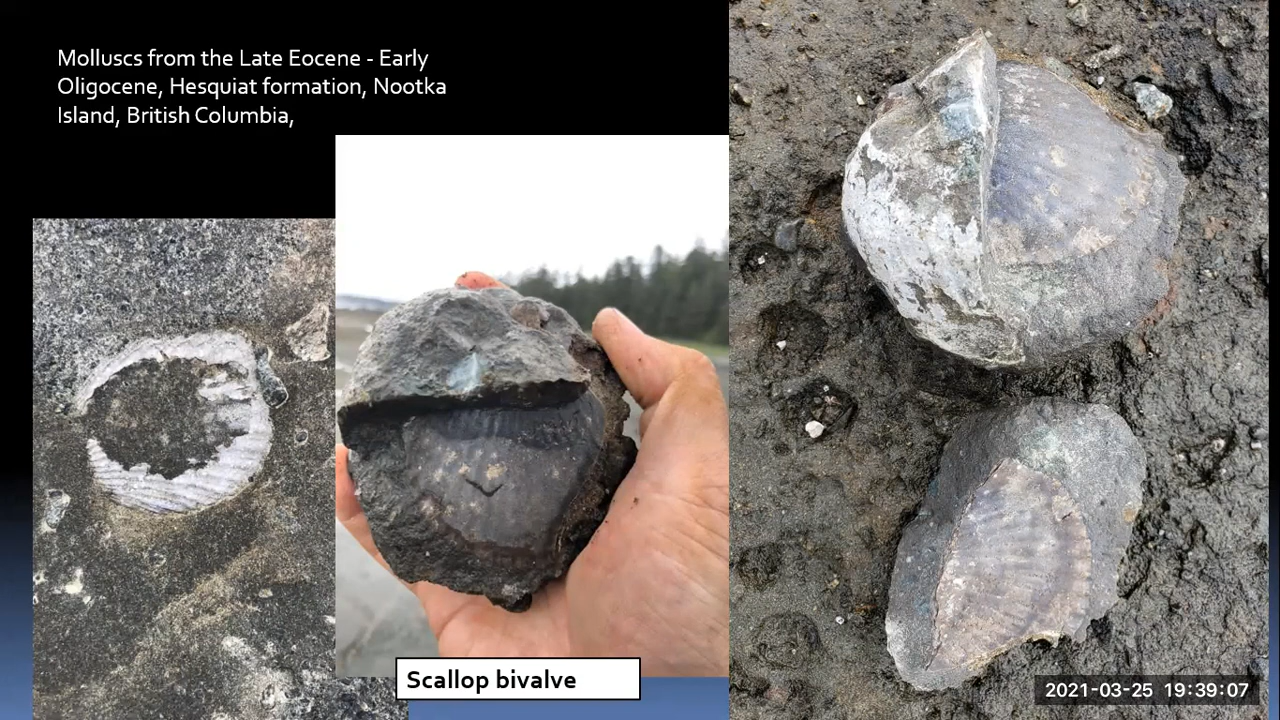 Molluscs from the Late Eocene - Early
Oligocene, Hesquiat formation, Nootka
Island, British Columbia,
Scallop bivalve
2021-03-25 19:39:07